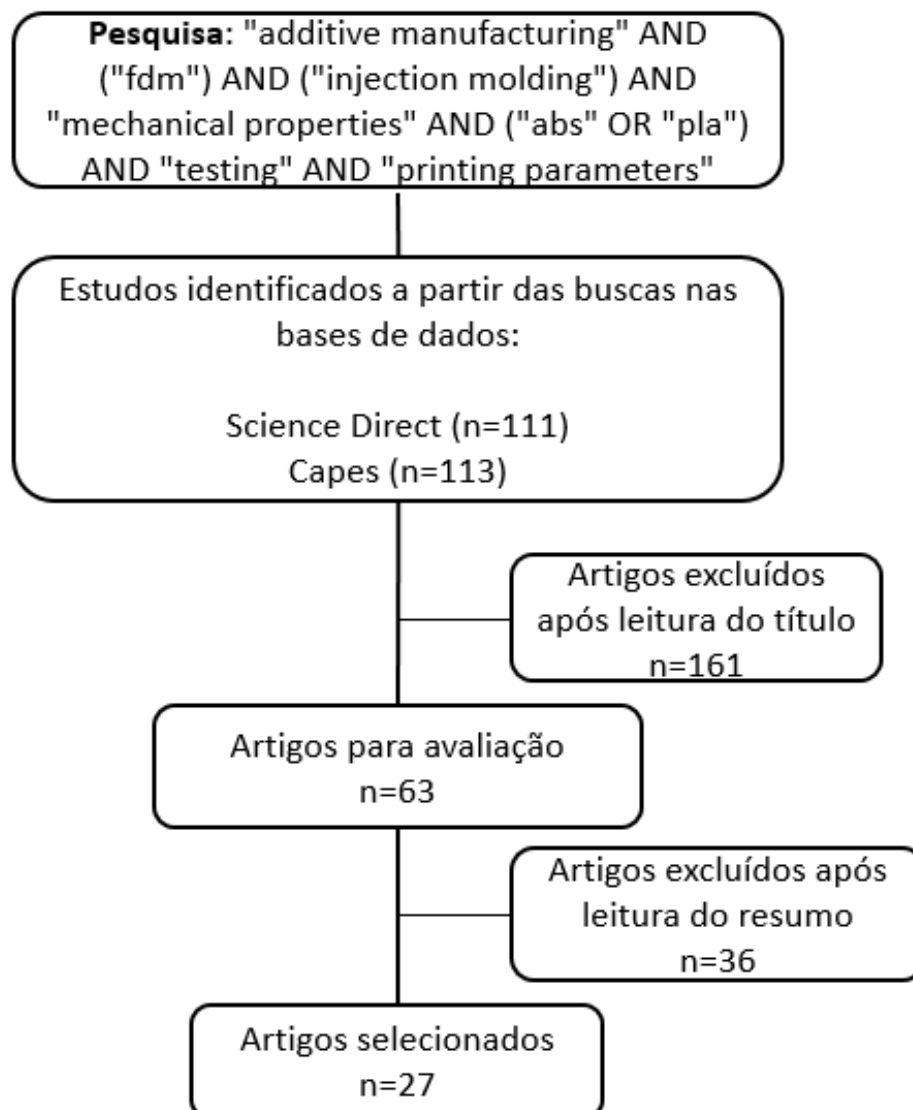 Pesquisa: "additive manufacturing" AND
("fdm") AND ("injection molding") AND
"mechanical properties" AND ("abs" OR "pla")
AND "testing" AND "printing parameters"
Estudos identificados a partir das buscas nas
bases de dados:
Science Direct (n=111)
Capes (n=113)
Artigos excluídos
após leitura do título
n=161
Artigos para avaliação
n=63
Artigos excluídos após
leitura do resumo
n=36
Artigos selecionados
n=27